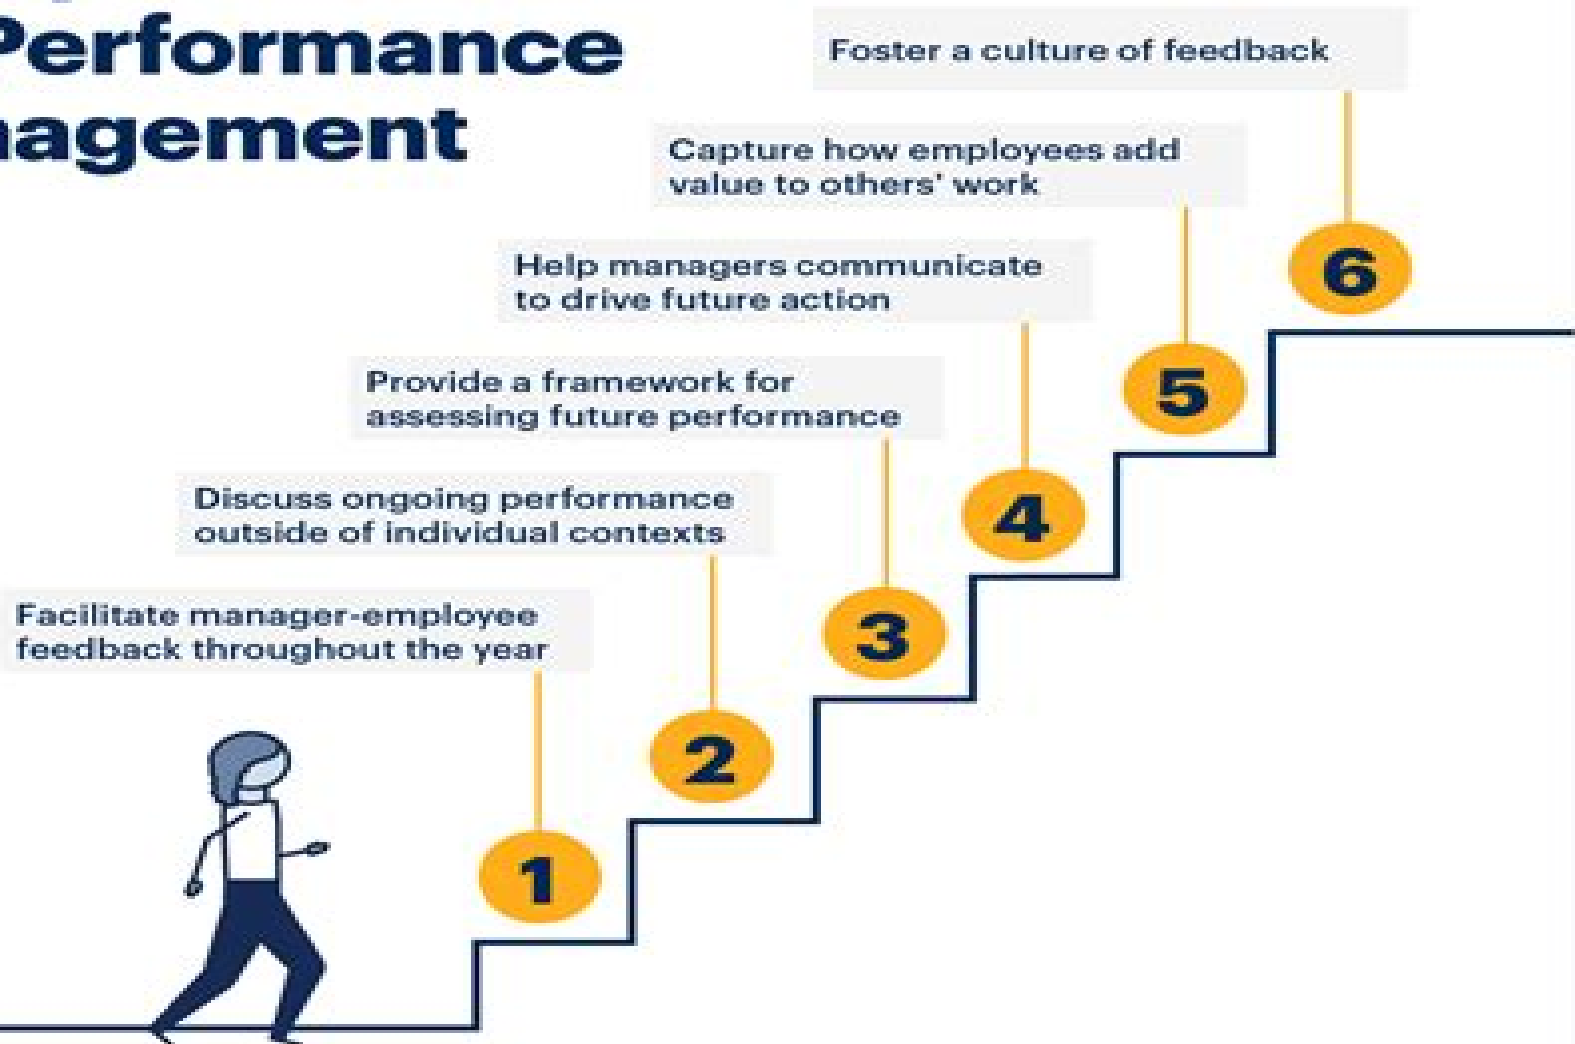 Performance
nagement
Foster a culture of feedback
6
Capture how employees add
value to others' work
5
Help managers communicate
to drive future action
4
Provide a framework for
assessing future performance
3
Discuss ongoing performance
outside of individual contexts
2
Facilitate manager-employee
feedback throughout the year
1